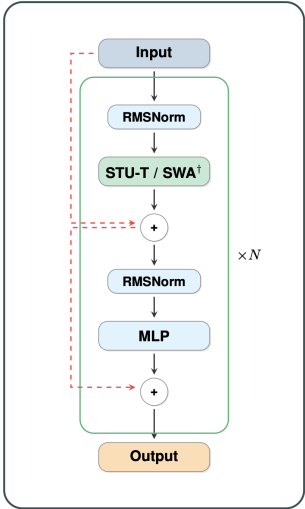 Input
RMSNorm
STU-T / SWA†
+
×N
RMSNorm
MLP
+
Output